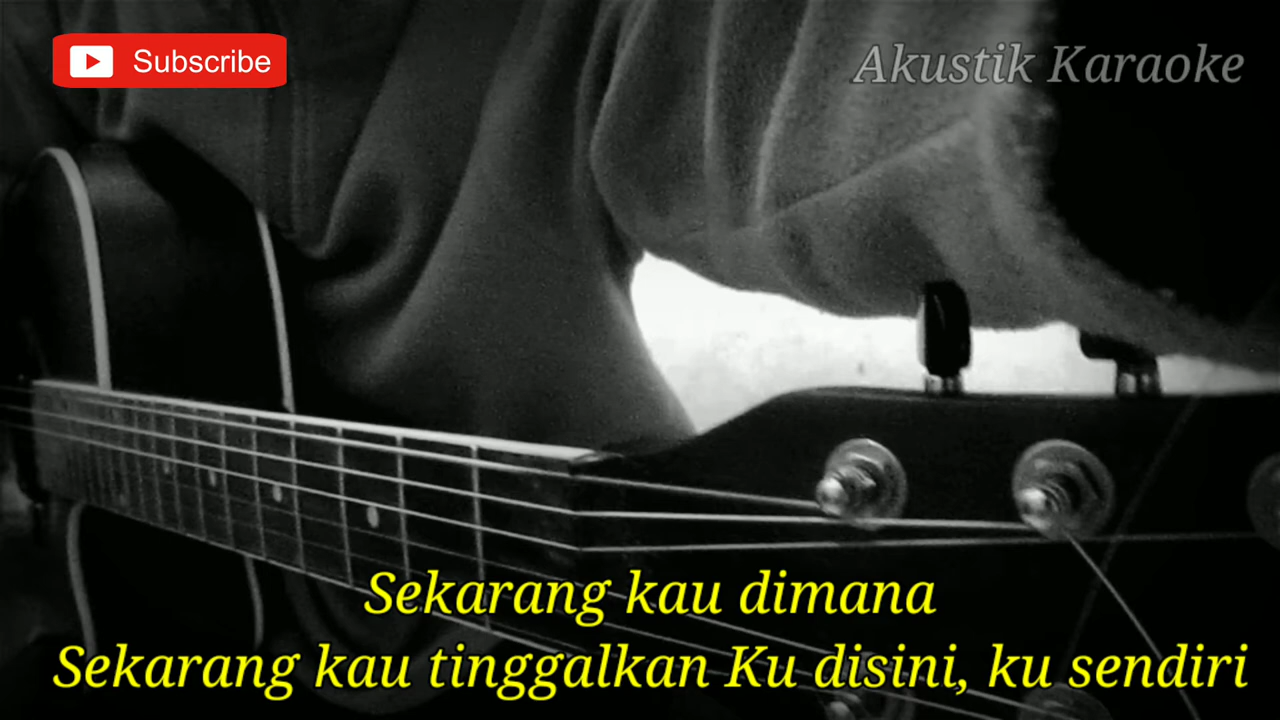 Subscribe
Akustik Karaoke
Sekarang kau dimana
Sekarang kau tinggalkan Ku disini, ku sendiri